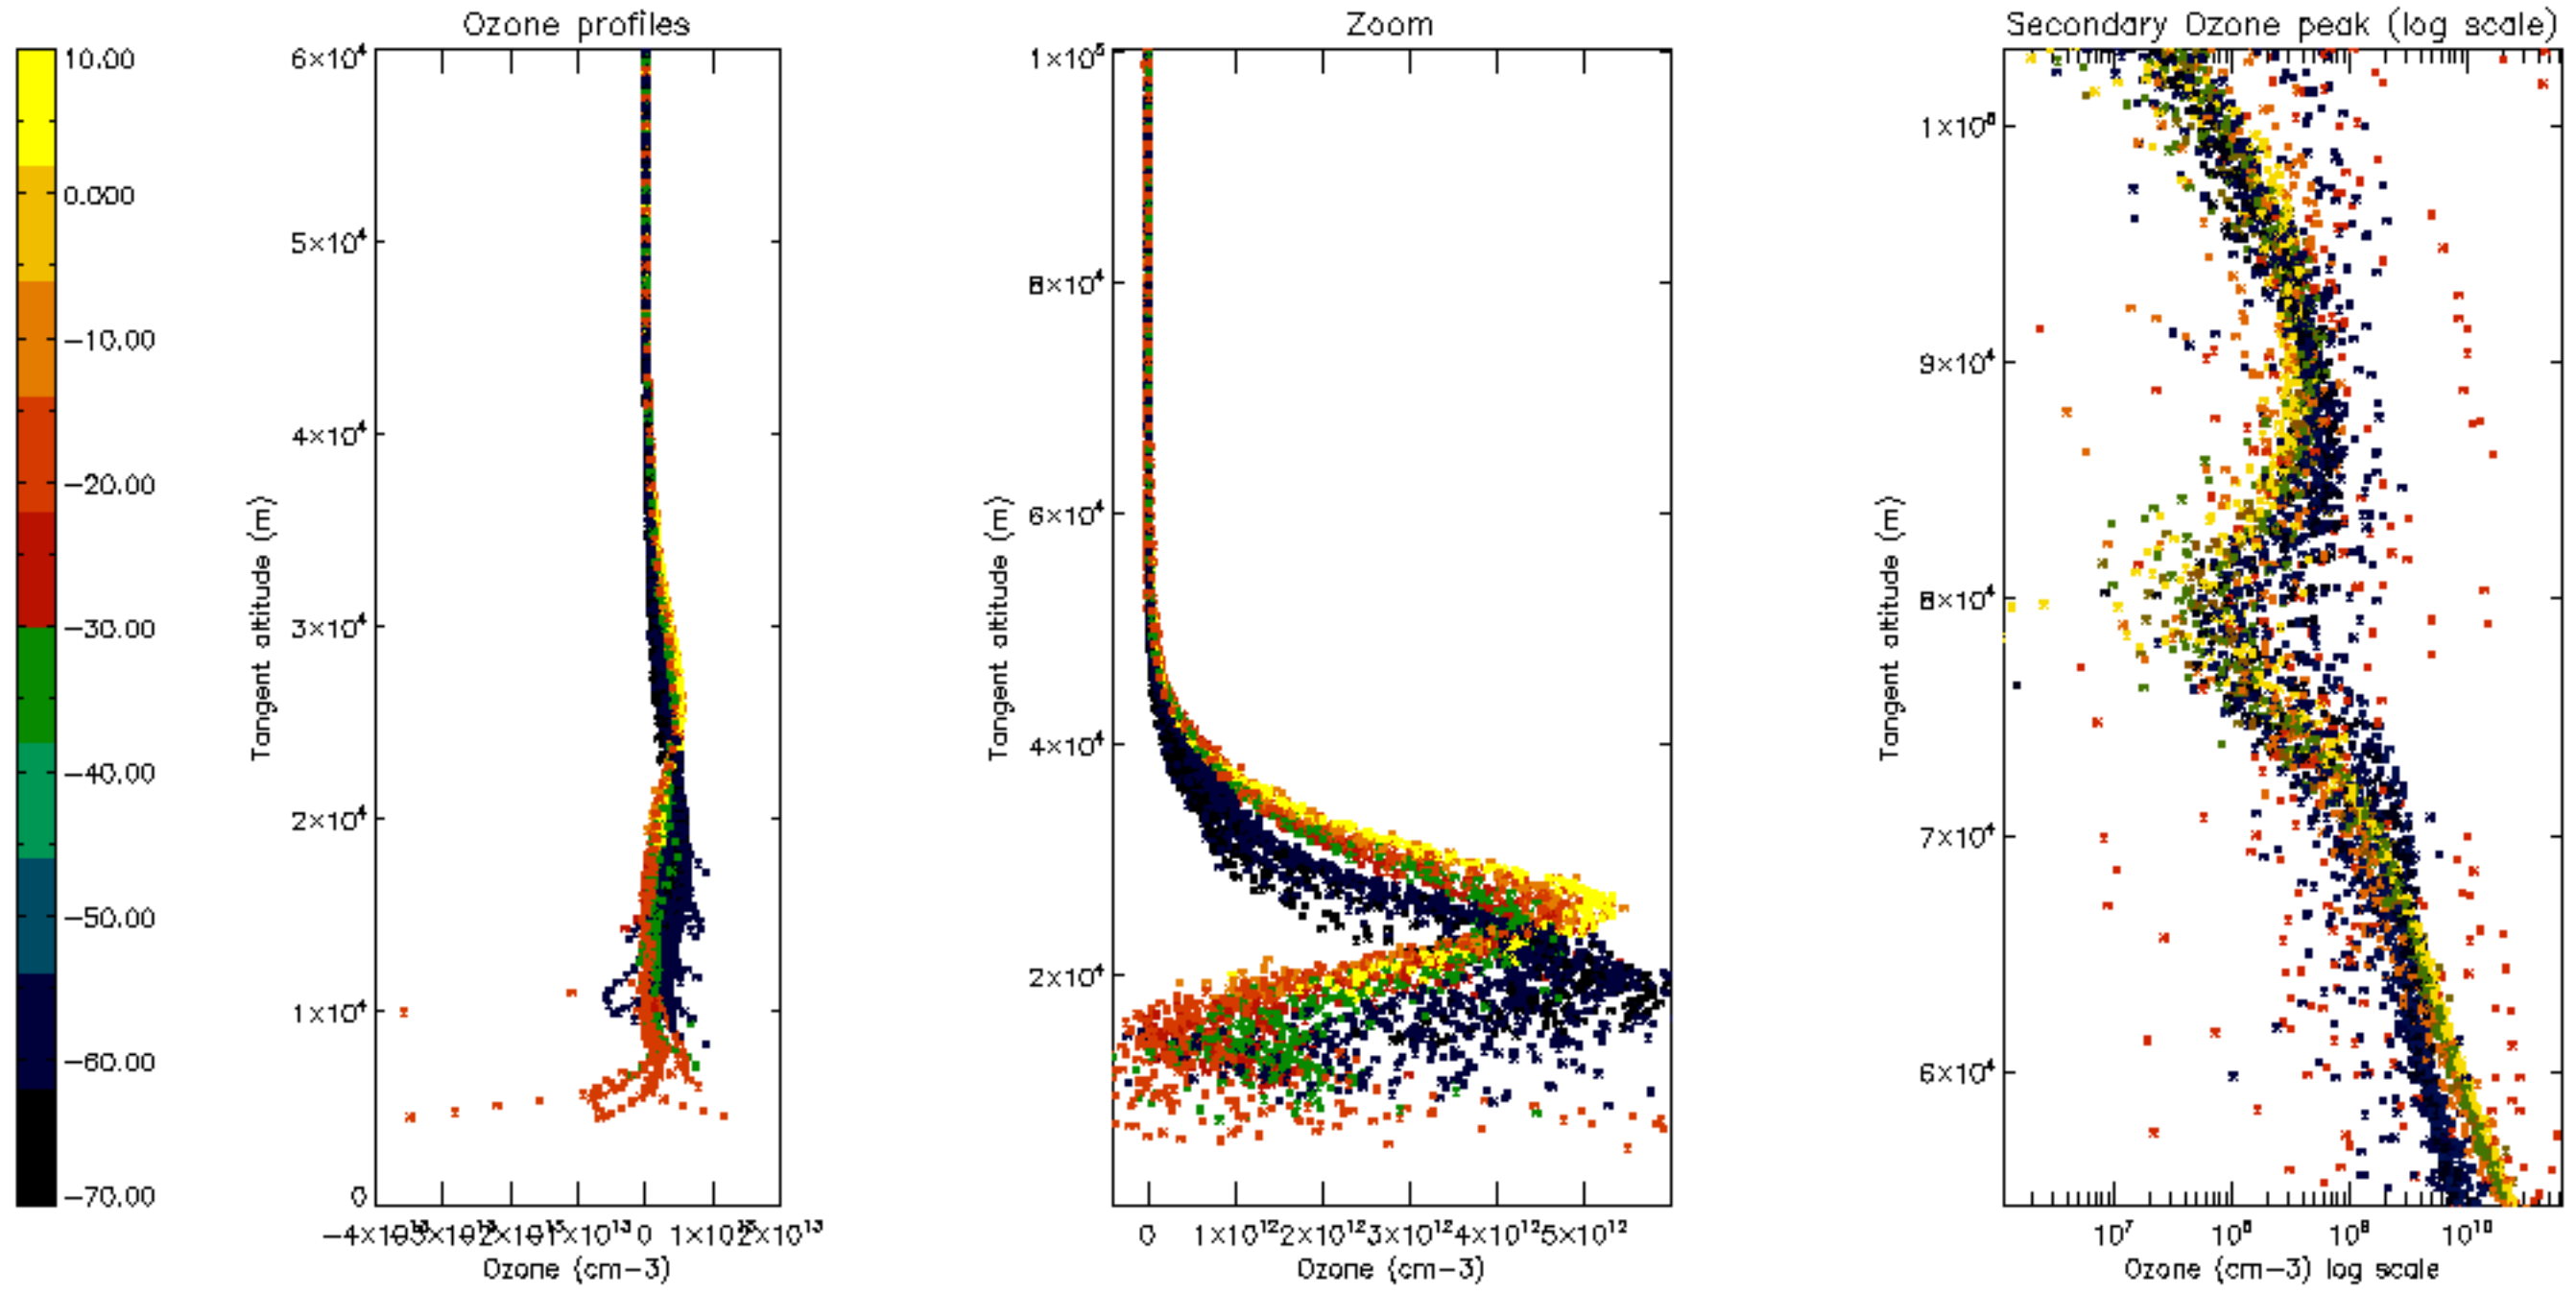 Ozone profiles
Zoom
Secondary Ozone peak (log scale)
10.00
0.00
−10.00
−20.00
−30.00
−40.00
−50.00
−60.00
−70.00
6×10⁴
5×10⁴
4×10⁴
3×10⁴
2×10⁴
1×10⁴
0
Tangent altitude (m)
0
Ozone (cm−3)
1×10⁵
8×10⁴
6×10⁴
4×10⁴
2×10⁴
Tangent altitude (m)
0 1×10¹² 2×10¹² 3×10¹² 4×10¹² 5×10¹²
Ozone (cm−3)
1×10⁵
9×10⁴
8×10⁴
7×10⁴
6×10⁴
Tangent altitude (m)
10⁷ 10⁸ 10⁹ 10¹⁰
Ozone (cm−3) log scale